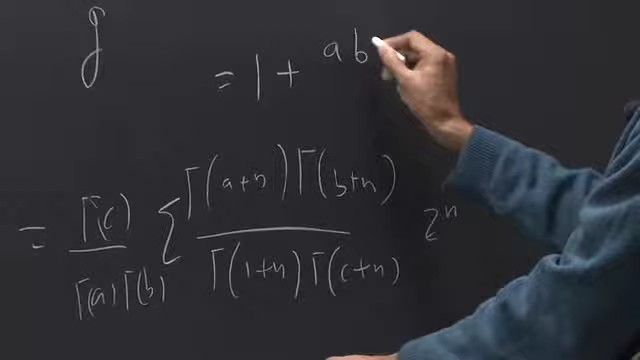 f = 1 + ab
= Γ(c) / Γ(a)Γ(b) Σ Γ(a+n)Γ(b+n) / Γ(1+n)Γ(c+n) z^n